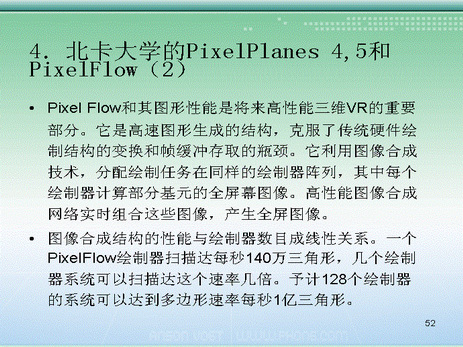 4．北卡大学的PixelPlanes 4,5和
PixelFlow（2）
• Pixel Flow和其图形性能是将来高性能三维VR的重要
部分。它是高速图形生成的结构，克服了传统硬件绘
制结构的变换和帧缓冲存取的瓶颈。它利用图像合成
技术，分配绘制任务在同样的绘制器阵列，其中每个
绘制器计算部分基元的全屏幕图像。高性能图像合成
网络实时组合这些图像，产生全屏图像。
• 图像合成结构的性能与绘制器数目成线性关系。一个
PixelFlow绘制器扫描达每秒140万三角形，几个绘制
器系统可以扫描达这个速率几倍。予计128个绘制器
的系统可以达到多边形速率每秒1亿三角形。
52